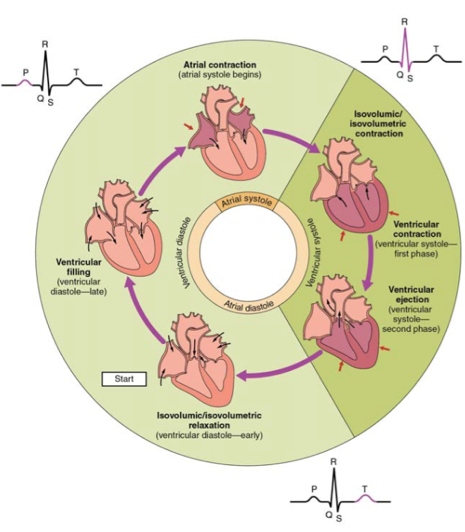 R
P
T
Q
S
R
P
T
Q
S
Atrial contraction
(atrial systole begins)
Isovolumic/
isovolumetric
contraction
Atrial systole
Ventricular diastole
Ventricular systole
Atrial diastole
Ventricular
contraction
(ventricular systole—
first phase)
Ventricular
filling
(ventricular
diastole—late)
Ventricular
ejection
(ventricular
systole—
second phase)
Start
Isovolumic/isovolumetric
relaxation
(ventricular diastole—early)
R
P
T
Q
S